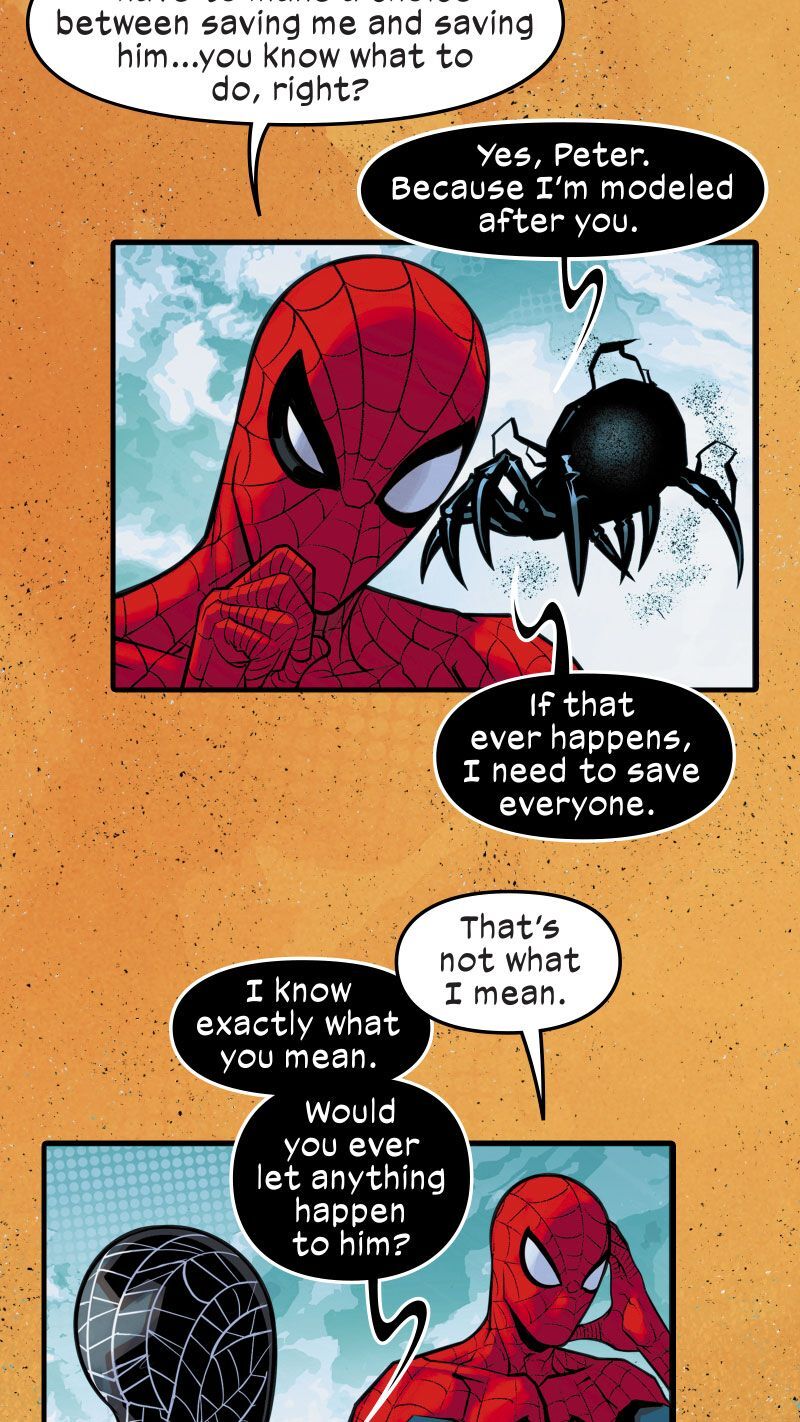 between saving me and saving
him...you know what to
do, right?
Yes, Peter.
Because I'm modeled
after you.
If that
ever happens,
I need to save
everyone.
That's
not what
I mean.
I know
exactly what
you mean.
Would
you ever
let anything
happen
to him?